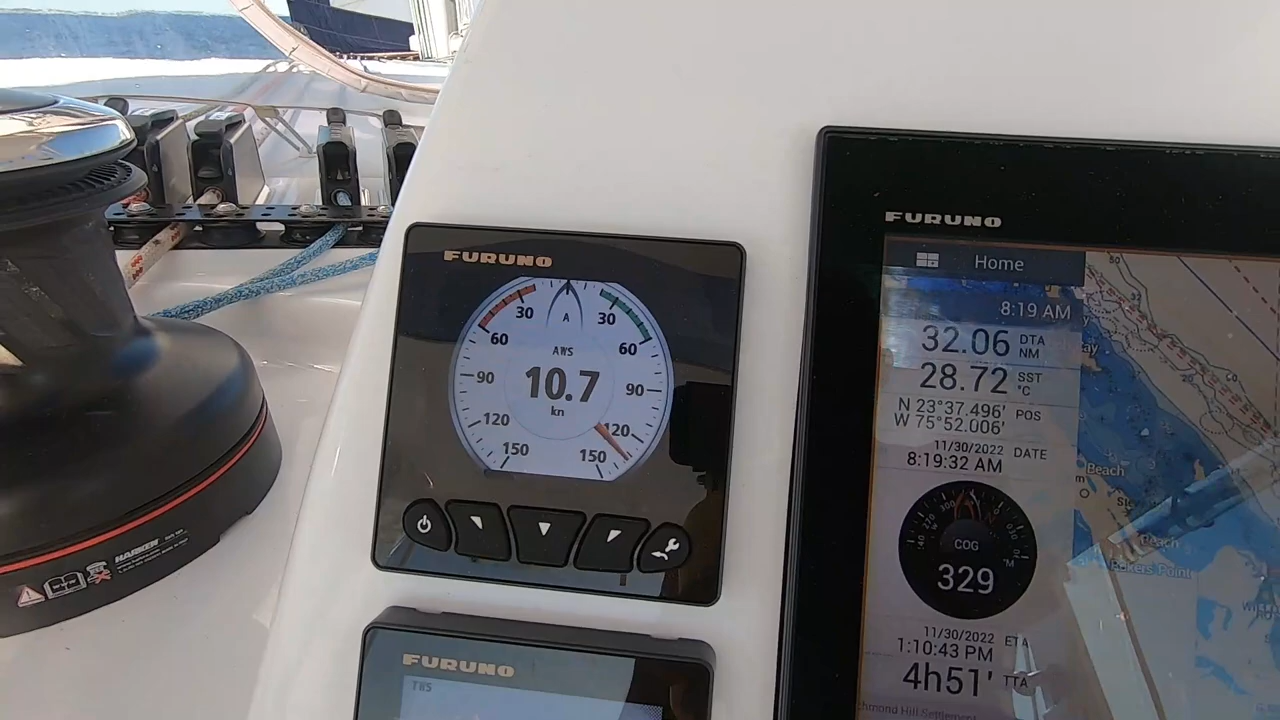 FURUNO
30
A
30
60
60
AWS
90
10.7
90
kn
120
120
150
150
FURUNO
TWS
HARKEN
FURUNO
Home
8:19 AM
32.06 DTA NM
28.72 SST °C
N 23°37.496' POS
W 75°52.006'
11/30/2022 DATE
8:19:32 AM
COG
329
°M
11/30/2022 ETA
1:10:43 PM
4h51' TTA
Beach
Beach
Rokers Point